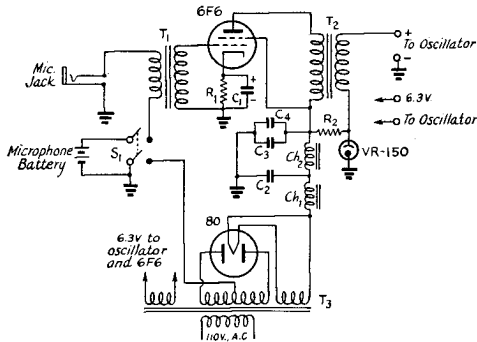 6F6
T1
T2
+
To Oscillator
-
Mic. Jack
R1
+
C1
-
6.3V
To Oscillator
C4
R2
C3
Ch2
VR-150
S1
Microphone
Battery
C2
Ch1
80
6.3V to
oscillator
and 6F6
T3
110V., A.C